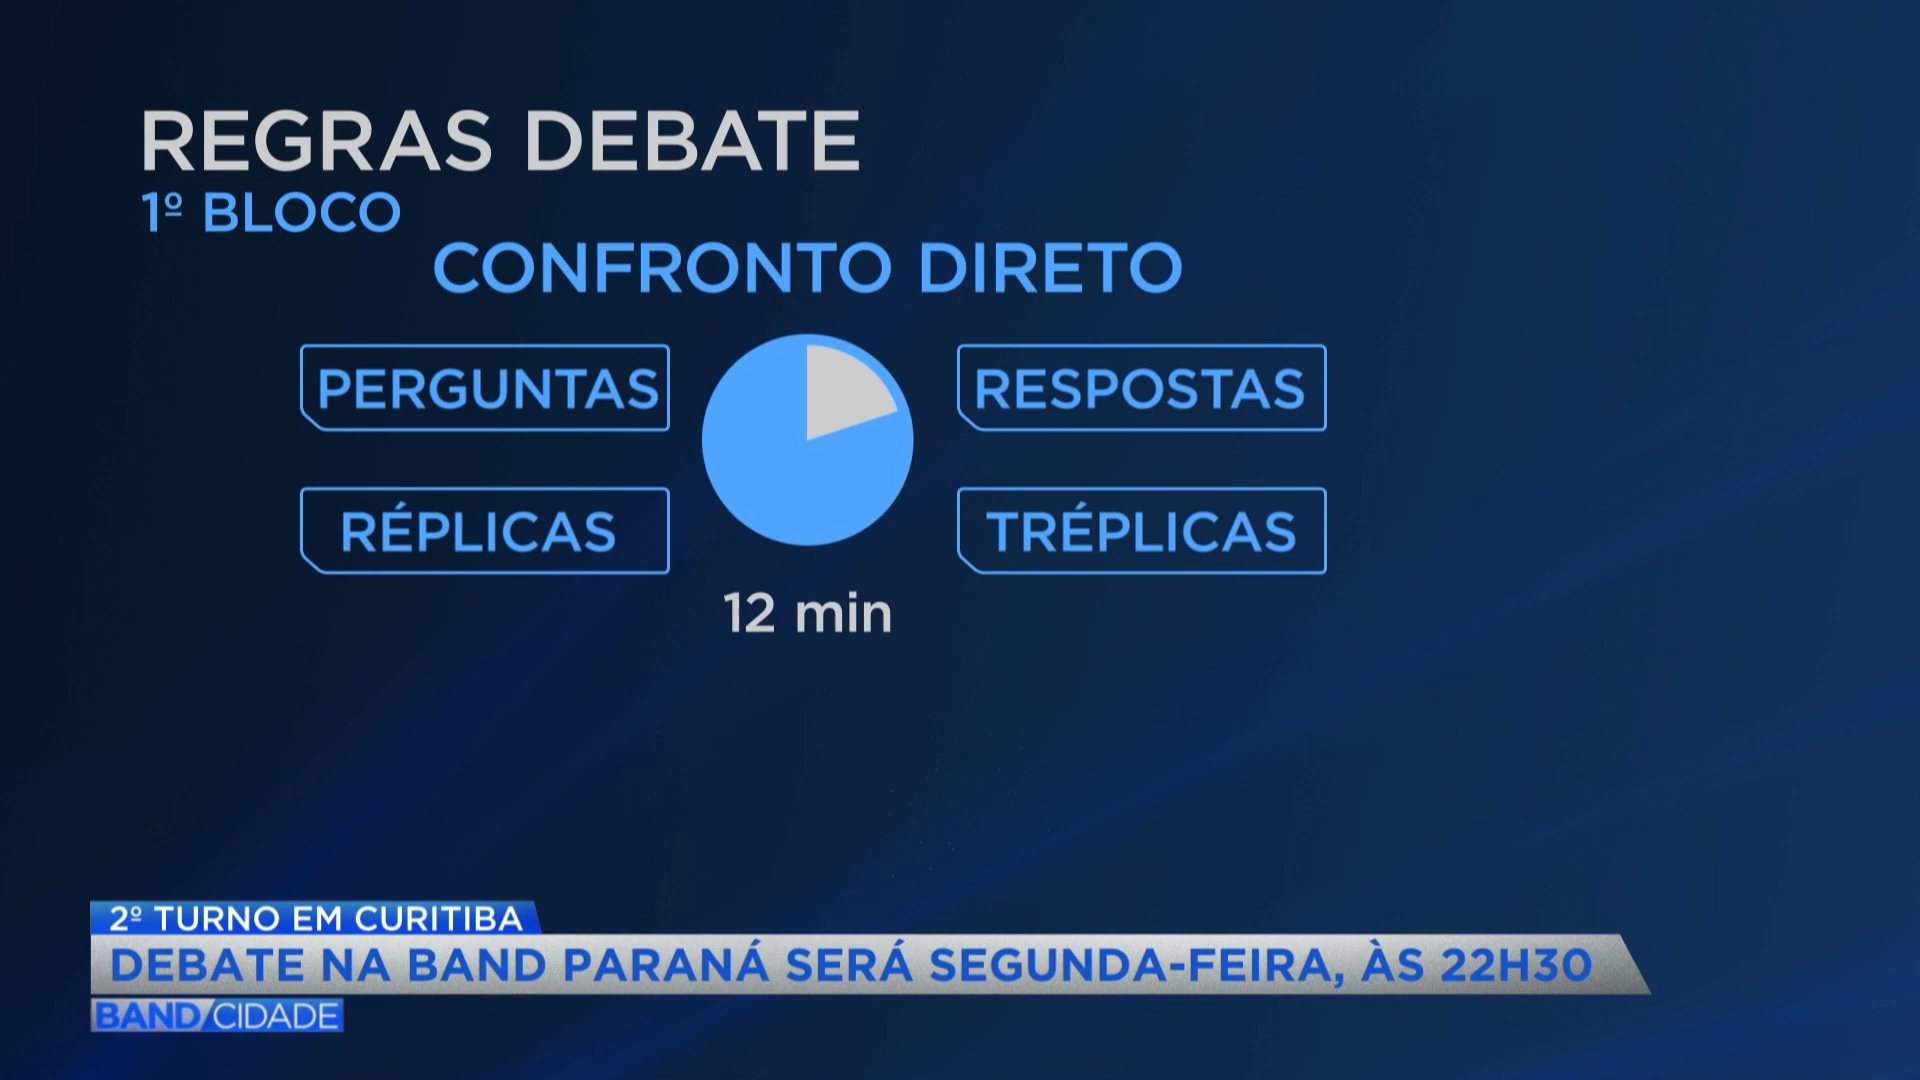 REGRAS DEBATE
1º BLOCO
CONFRONTO DIRETO
PERGUNTAS
RESPOSTAS
RÉPLICAS
TRÉPLICAS
12 min
2º TURNO EM CURITIBA
DEBATE NA BAND PARANÁ SERÁ SEGUNDA-FEIRA, ÀS 22H30
BAND/CIDADE